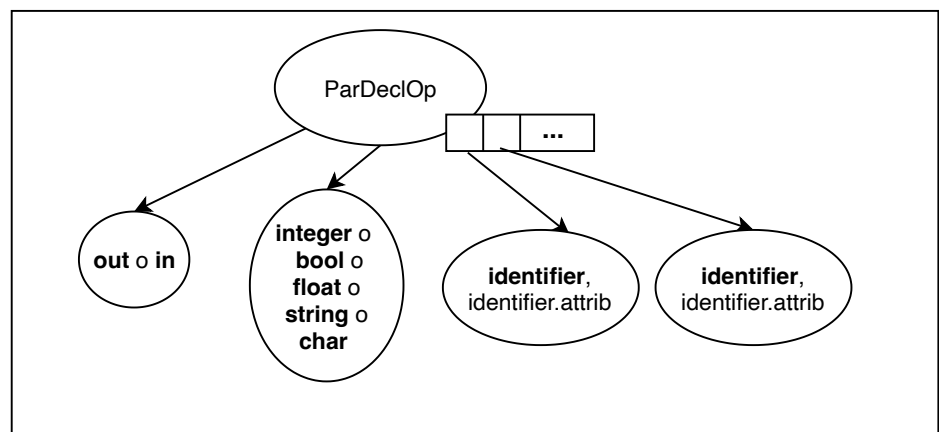 ParDeclOp
...
out o in
integer o
bool o
float o
string o
char
identifier,
identifier.attrib
identifier,
identifier.attrib